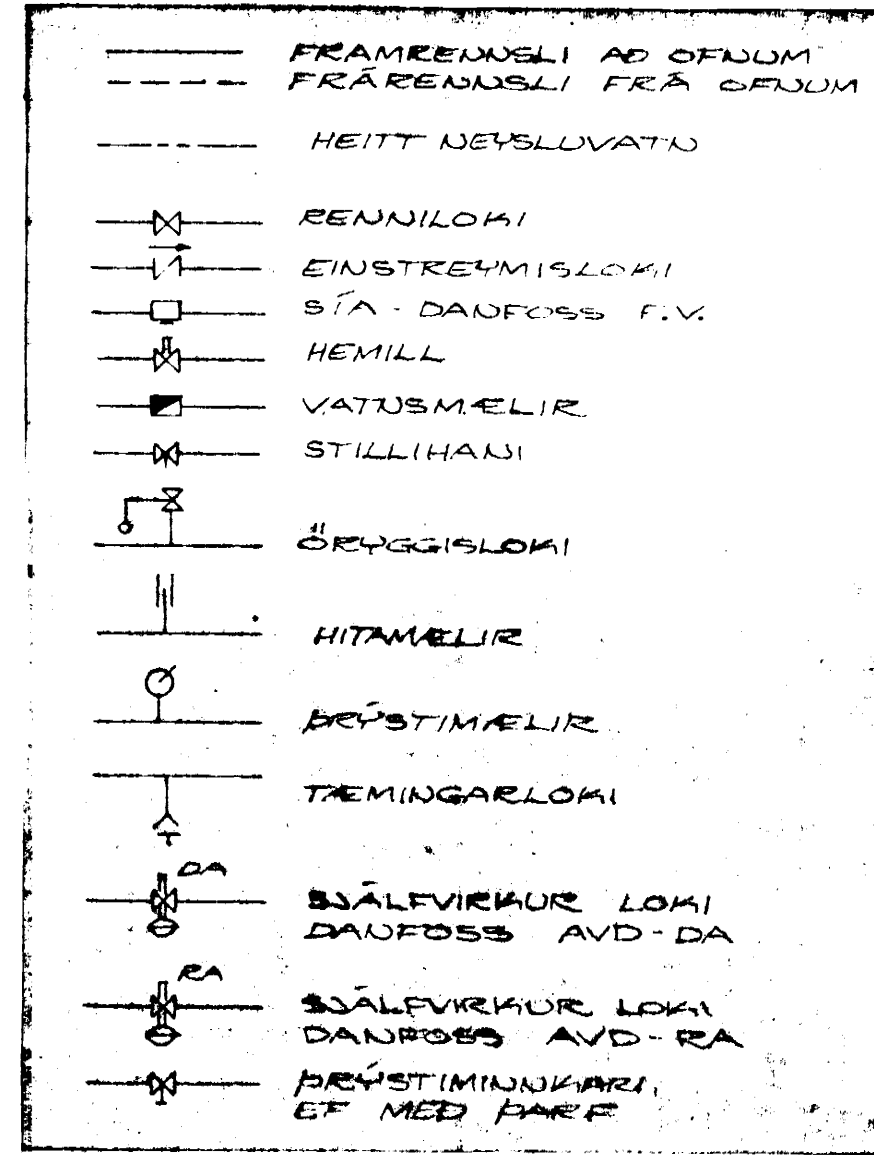 FRAMRENNSLI AÐ OFNUM
FRÁRENNSLI FRÁ OFNUM
HEITT NEYSLUVATN
RENNILOKI
EINSTREYMISLOKI
SÍA - DANFOSS F.V.
HEMILL
VATNSMÆLIR
STILLIHANI
ÖRYGGISLOKI
HITAMÆLIR
ÞRÝSTIMÆLIR
TÆMINGARLOKI
DA
SJÁLFVIRKUR LOKI
DANFOSS AVD-DA
RA
SJÁLFVIRKUR LOKI
DANFOSS AVD-RA
ÞRÝSTIMINNKARI,
EF MEÐ ÞARF